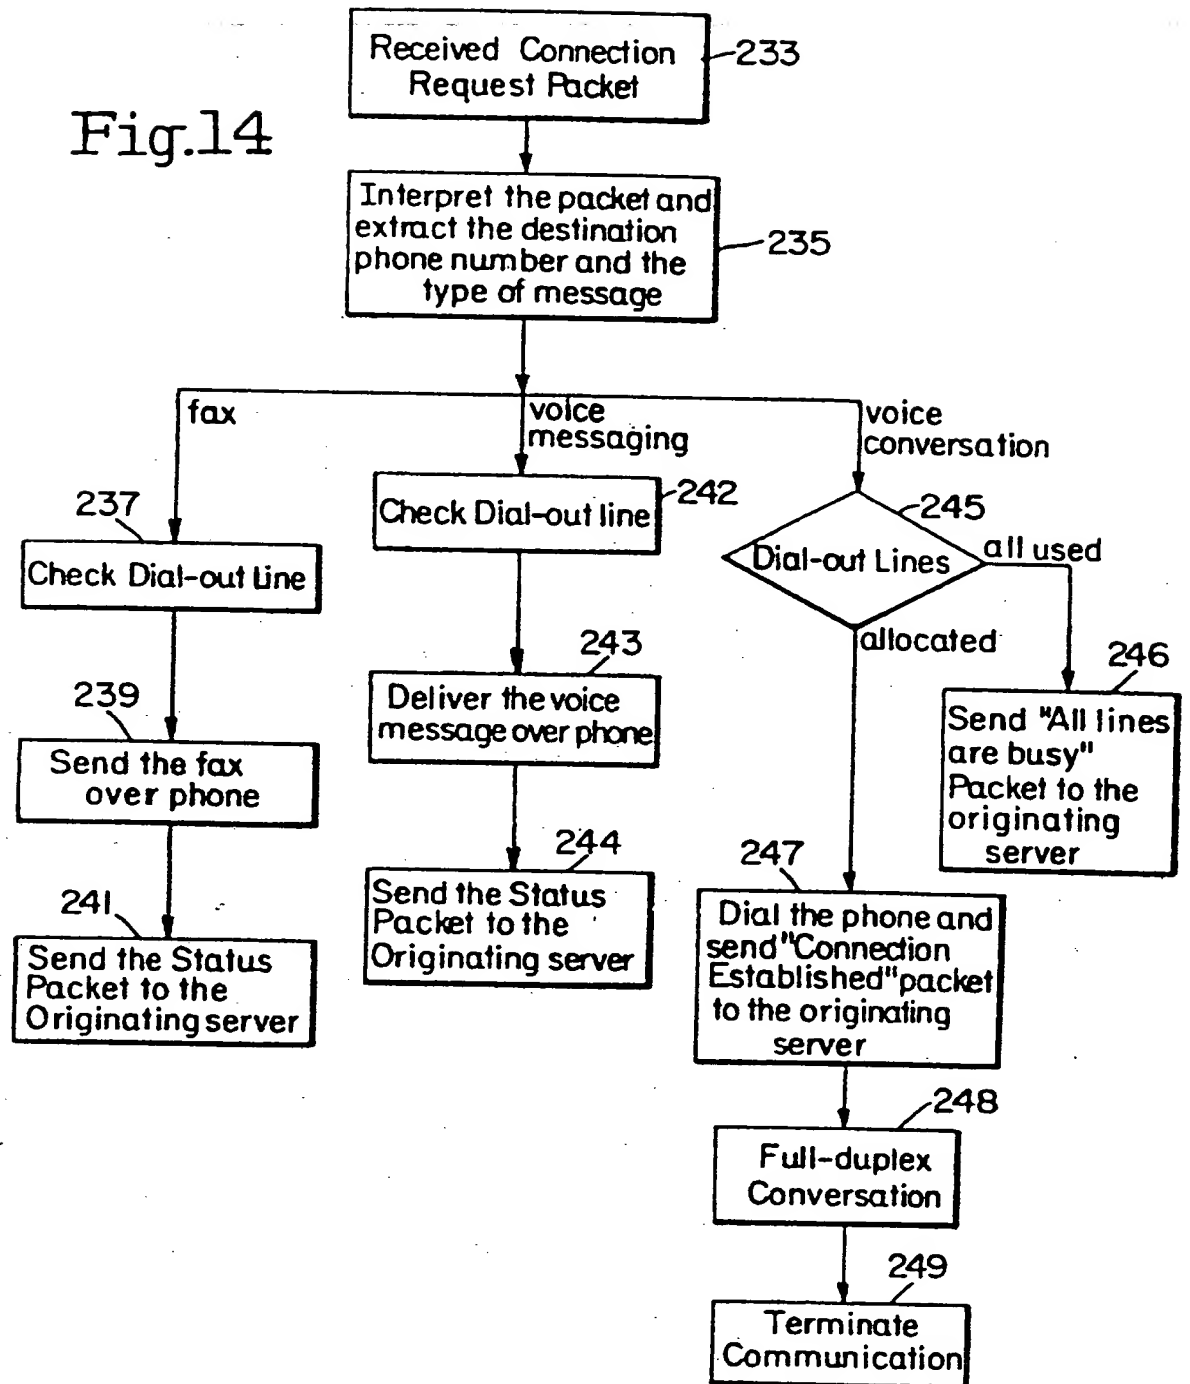 Fig.14
Received Connection
Request Packet
233
Interpret the packet and
extract the destination
phone number and the
type of message
235
fax
voice
messaging
voice
conversation
237
Check Dial-out Line
242
Check Dial-out line
245
Dial-out Lines
all used
allocated
239
Send the fax
over phone
243
Deliver the voice
message over phone
246
Send "All lines
are busy"
Packet to the
originating
server
241
Send the Status
Packet to the
Originating server
244
Send the Status
Packet to the
Originating server
247
Dial the phone and
send "Connection
Established" packet
to the originating
server
248
Full-duplex
Conversation
249
Terminate
Communication